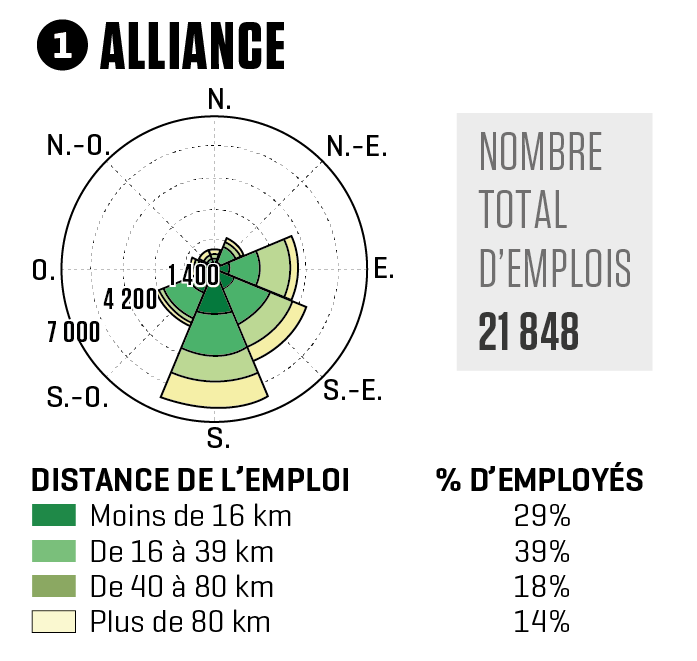 1 ALLIANCE
N.
N.-O.
N.-E.
O.
E.
1 400
4 200
7 000
S.-O.
S.-E.
S.
NOMBRE
TOTAL
D’EMPLOIS
21 848
DISTANCE DE L’EMPLOI % D’EMPLOYÉS
Moins de 16 km 29%
De 16 à 39 km 39%
De 40 à 80 km 18%
Plus de 80 km 14%